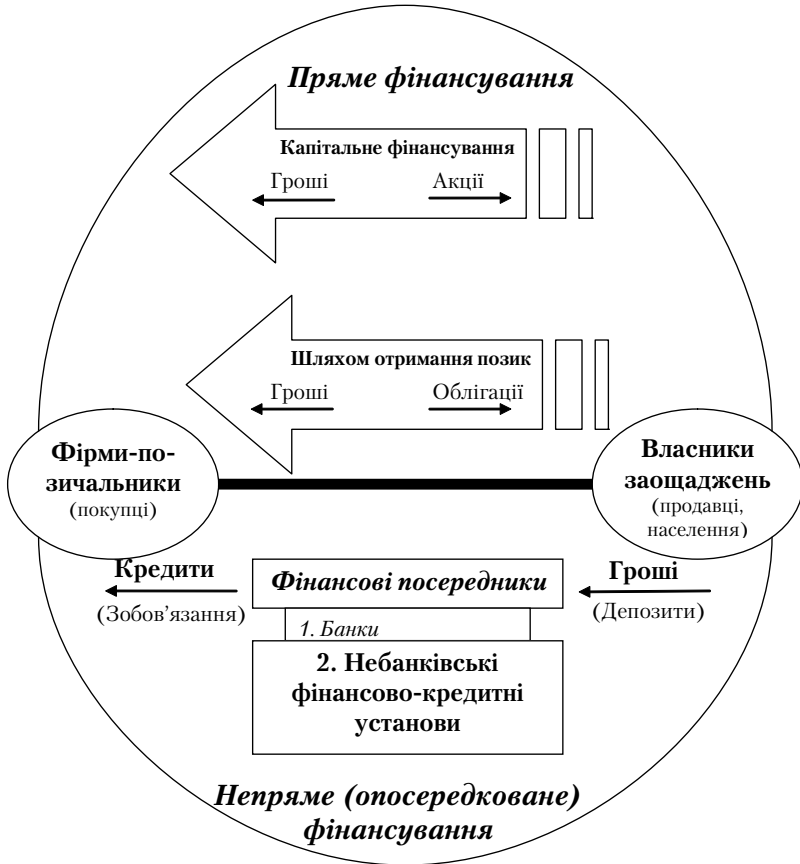 Пряме фінансування
Капітальне фінансування
Гроші Акції
Шляхом отримання позик
Гроші Облігації
Фірми-по-
зичальники
(покупці)
Власники
заощаджень
(продавці,
населення)
Кредити
(Зобов'язання)
Фінансові посередники
Гроші
(Депозити)
1. Банки
2. Небанківські
фінансово-кредитні
установи
Непряме (опосередковане)
фінансування